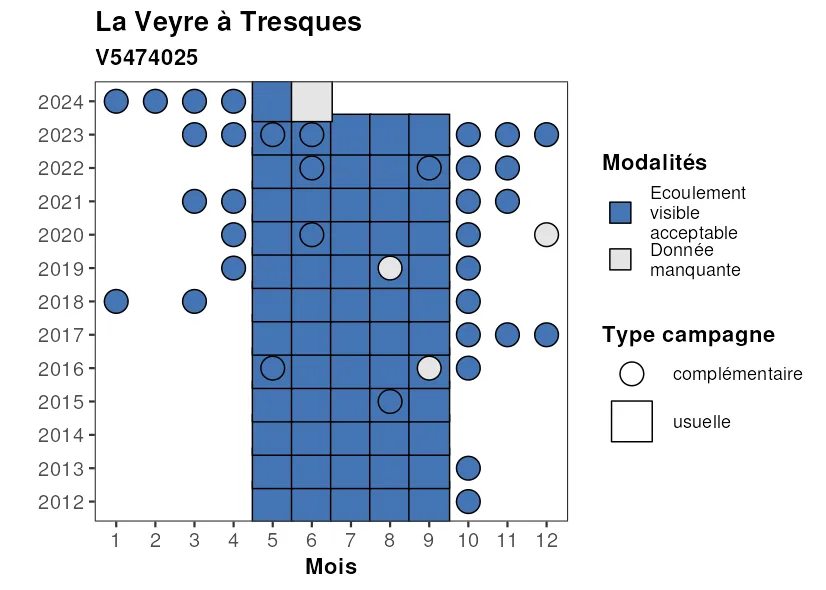 La Veyre à Tresques
V5474025
2024
2023
2022
2021
2020
2019
2018
2017
2016
2015
2014
2013
2012
1 2 3 4 5 6 7 8 9 10 11 12
Mois
Modalités
Ecoulement
visible
acceptable
Donnée
manquante
Type campagne
complémentaire
usuelle